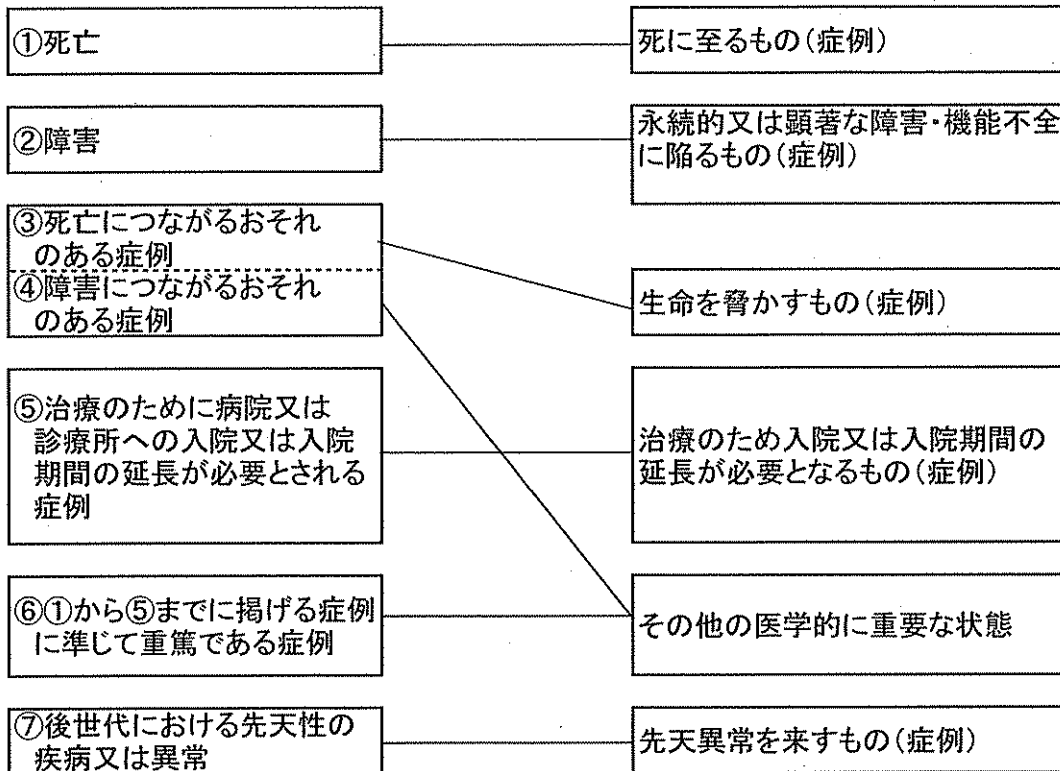 ①死亡
死に至るもの(症例)
②障害
永続的又は顕著な障害・機能不全
に陥るもの(症例)
③死亡につながるおそれ
のある症例
④障害につながるおそれ
のある症例
生命を脅かすもの(症例)
⑤治療のために病院又は
診療所への入院又は入院
期間の延長が必要とされる
症例
治療のため入院又は入院期間の
延長が必要となるもの(症例)
⑥①から⑤までに掲げる症例
に準じて重篤である症例
その他の医学的に重要な状態
⑦後世代における先天性の
疾病又は異常
先天異常を来すもの(症例)